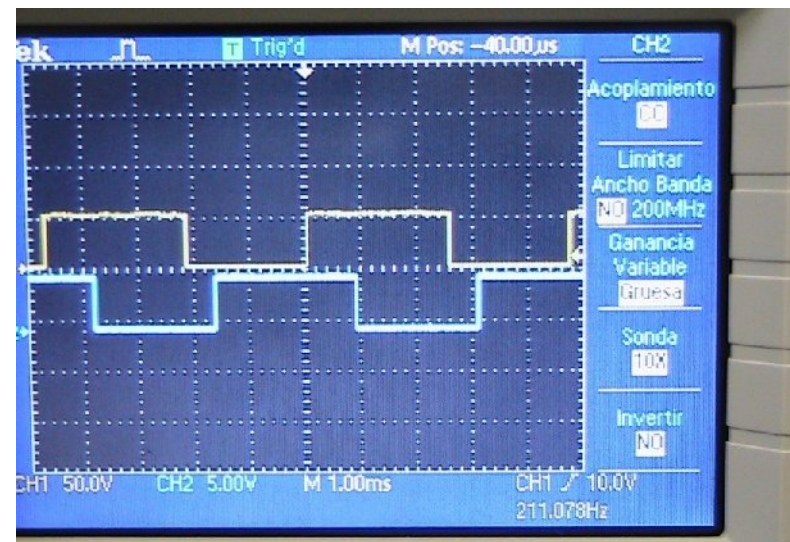 ek T Trig'd M Pos: -40.00µs CH2
Acoplamiento
CC
Limitar
Ancho Banda
NO 200MHz
Ganancia
Variable
Gruesa
Sonda
10X
Invertir
NO
CH1 50.0V CH2 5.00V M 1.00ms CH1 10.0V
211.078Hz